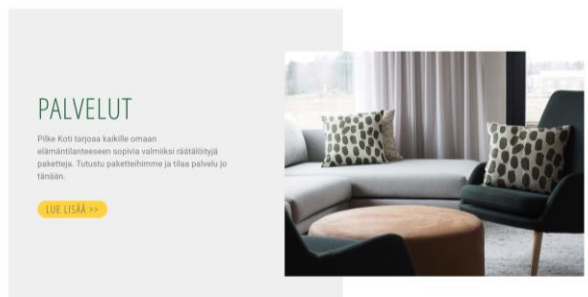 PALVELUT
Pilke Koti tarjoaa kaikille omaan
elämäntilanteeseen sopivia valmiiksi räätälöityjä
paketteja. Tutustu paketteihimme ja tilaa palvelu jo
tänään.
LUE LISÄÄ >>